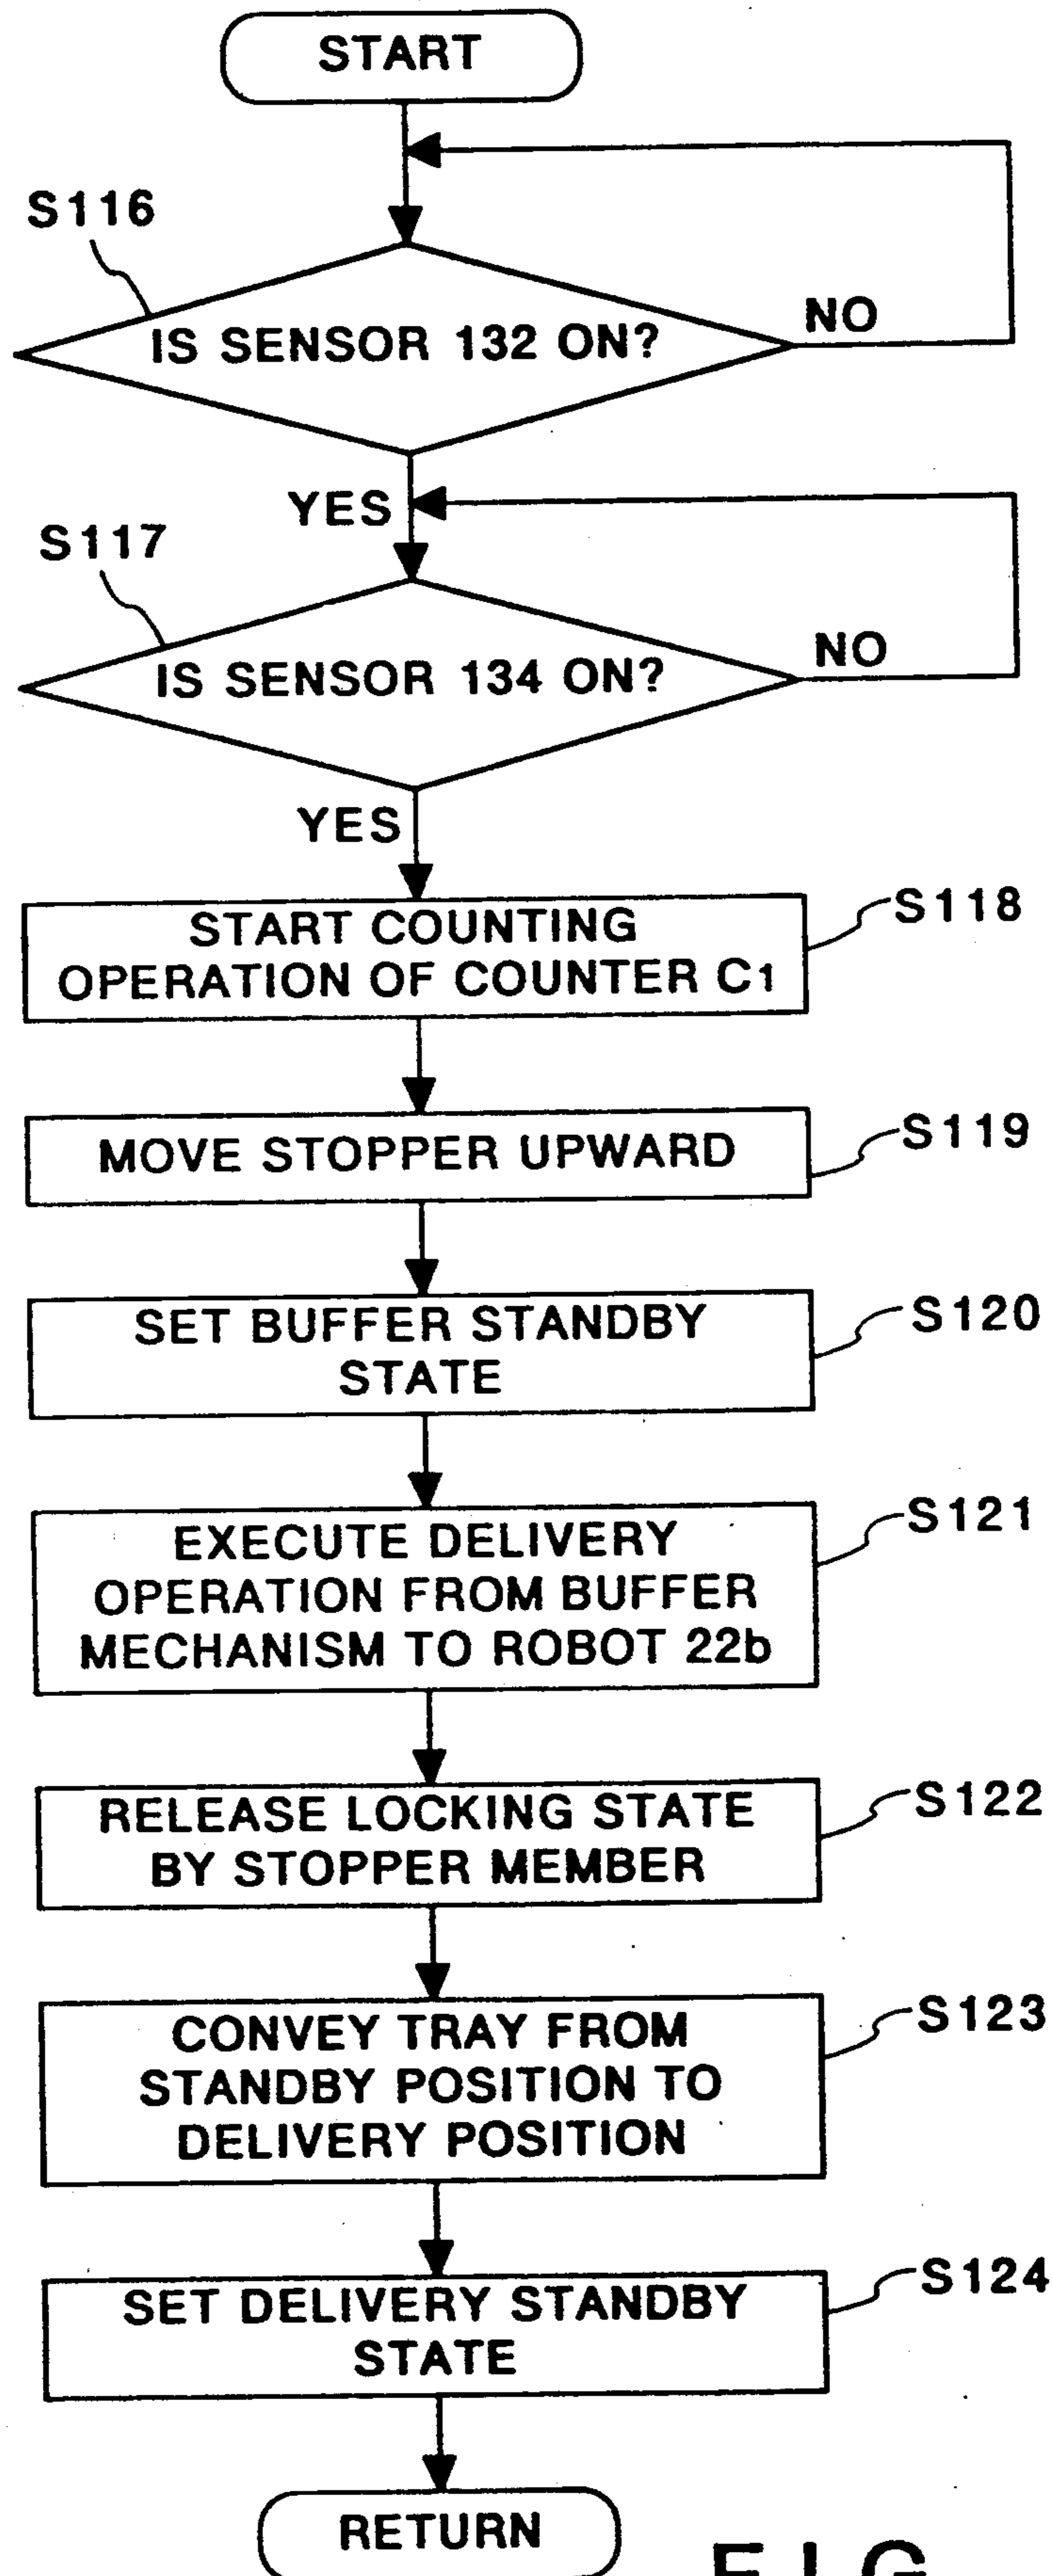 START
S116
IS SENSOR 132 ON?
NO
YES
S117
IS SENSOR 134 ON?
NO
YES
START COUNTING
OPERATION OF COUNTER C1
S118
MOVE STOPPER UPWARD
S119
SET BUFFER STANDBY
STATE
S120
EXECUTE DELIVERY
OPERATION FROM BUFFER
MECHANISM TO ROBOT 22b
S121
RELEASE LOCKING STATE
BY STOPPER MEMBER
S122
CONVEY TRAY FROM
STANDBY POSITION TO
DELIVERY POSITION
S123
SET DELIVERY STANDBY
STATE
S124
RETURN
FIG